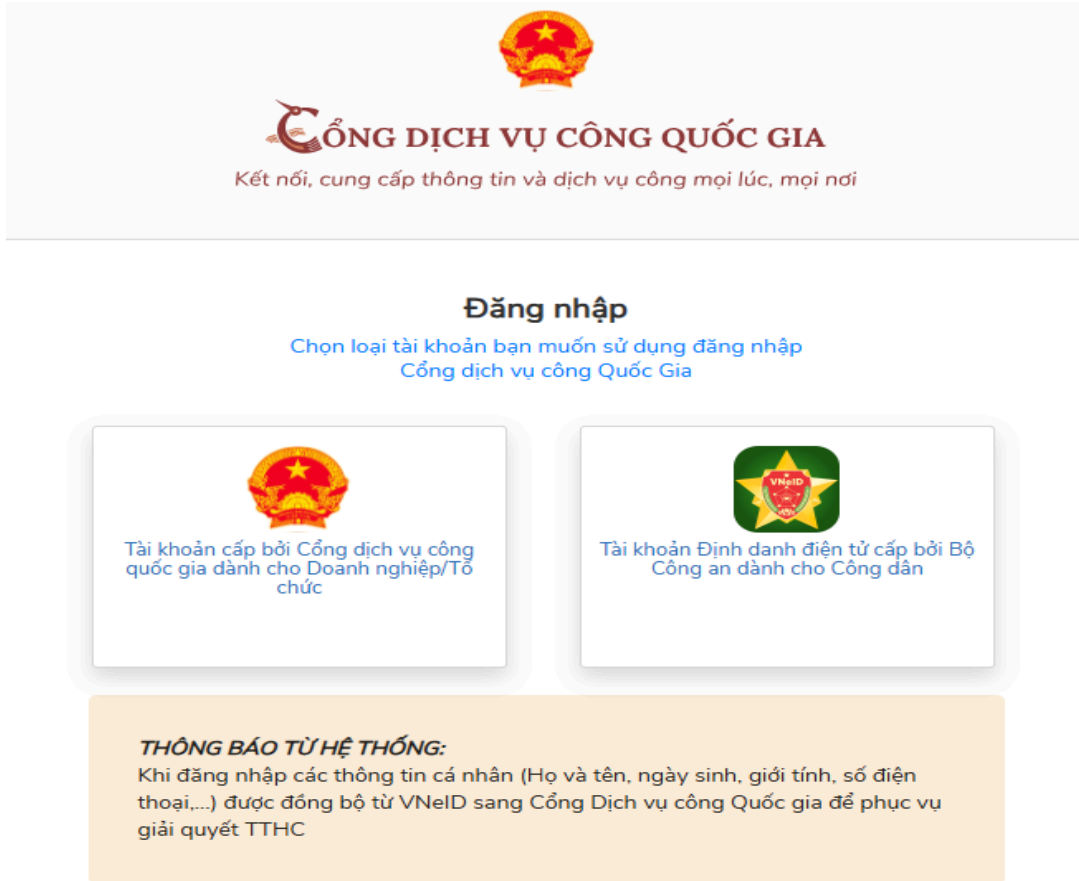 CỔNG DỊCH VỤ CÔNG QUỐC GIA
Kết nối, cung cấp thông tin và dịch vụ công mọi lúc, mọi nơi
Đăng nhập
Chọn loại tài khoản bạn muốn sử dụng đăng nhập
Cổng dịch vụ công Quốc Gia
Tài khoản cấp bởi Cổng dịch vụ công
quốc gia dành cho Doanh nghiệp/Tổ
chức
VNeID
Tài khoản Định danh điện tử cấp bởi Bộ
Công an dành cho Công dân
THÔNG BÁO TỪ HỆ THỐNG:
Khi đăng nhập các thông tin cá nhân (Họ và tên, ngày sinh, giới tính, số điện
thoại,...) được đồng bộ từ VNeID sang Cổng Dịch vụ công Quốc gia để phục vụ
giải quyết TTHC